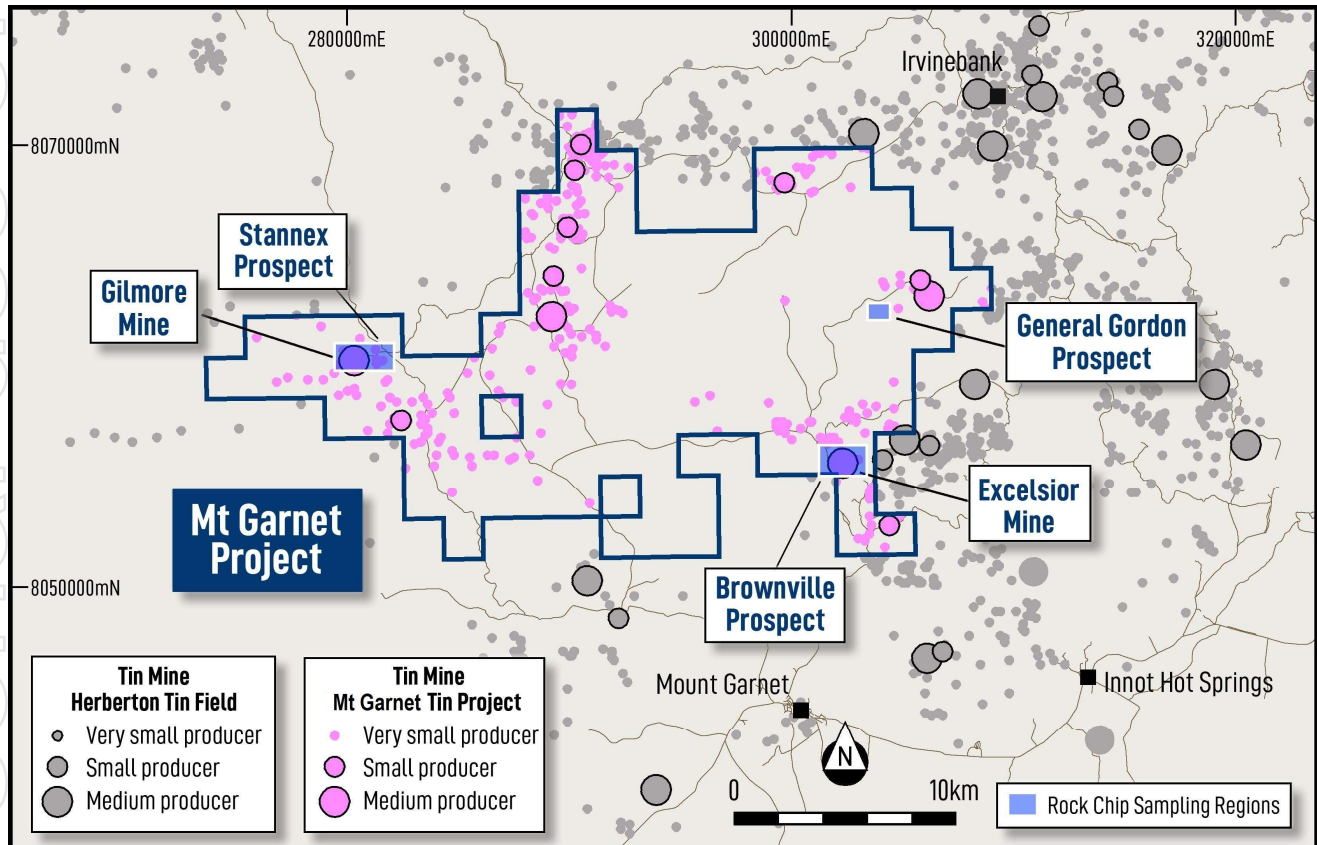 280000mE
300000mE
320000mE
Irvinebank
8070000mN
Stannex
Prospect
Gilmore
Mine
General Gordon
Prospect
Mt Garnet
Project
Excelsior
Mine
8050000mN
Brownville
Prospect
Tin Mine
Herberton Tin Field
Very small producer
Small producer
Medium producer
Tin Mine
Mt Garnet Tin Project
Very small producer
Small producer
Medium producer
Mount Garnet
Innot Hot Springs
N
0
10km
Rock Chip Sampling Regions